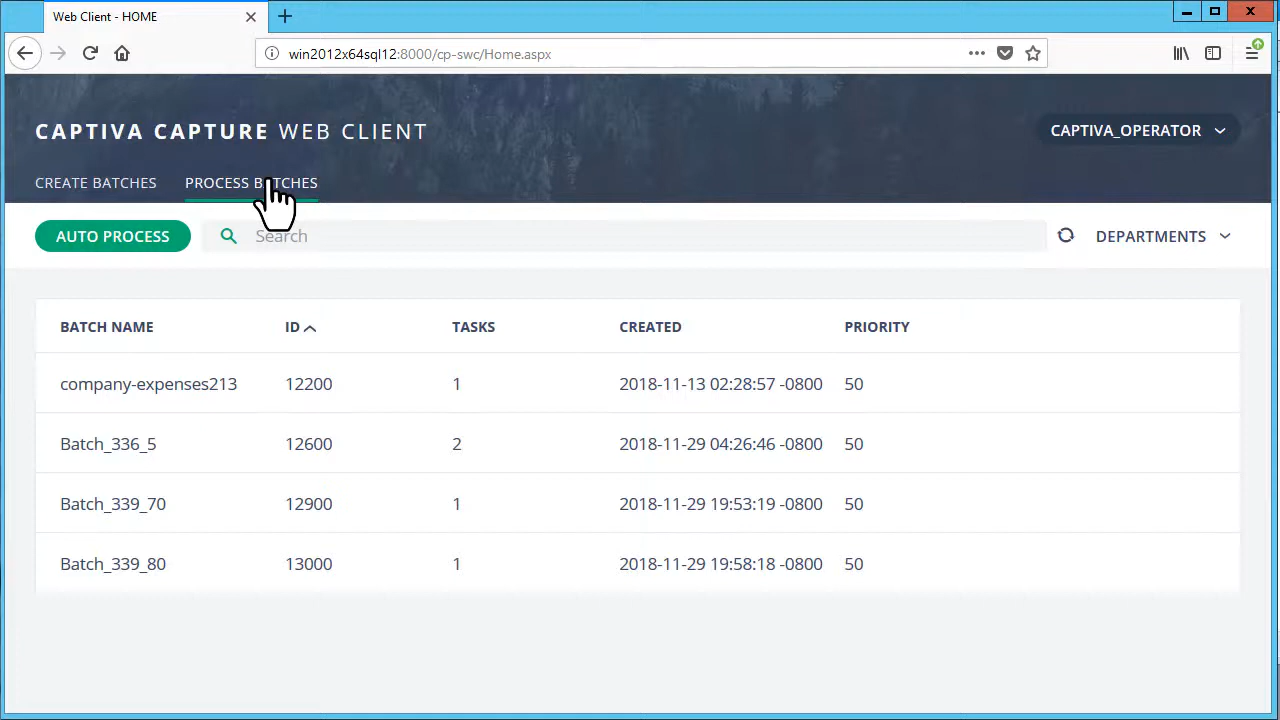 Web Client - HOME
win2012x64sql12:8000/cp-swc/Home.aspx
CAPTIVA CAPTURE WEB CLIENT
CAPTIVA_OPERATOR
CREATE BATCHES PROCESS BATCHES
AUTO PROCESS Search DEPARTMENTS
BATCH NAME ID TASKS CREATED PRIORITY
company-expenses213 12200 1 2018-11-13 02:28:57 -0800 50
Batch_336_5 12600 2 2018-11-29 04:26:46 -0800 50
Batch_339_70 12900 1 2018-11-29 19:53:19 -0800 50
Batch_339_80 13000 1 2018-11-29 19:58:18 -0800 50